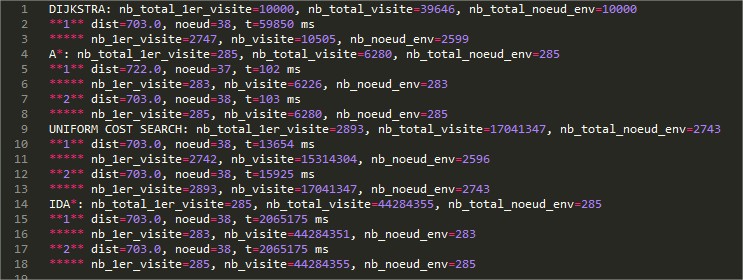 1 DIJKSTRA: nb_total_1er_visite=10000, nb_total_visite=39646, nb_total_noeud_env=10000
2 **1** dist=703.0, noeud=38, t=59850 ms
3 ***** nb_1er_visite=2747, nb_visite=10505, nb_noeud_env=2599
4 A*: nb_total_1er_visite=285, nb_total_visite=6280, nb_total_noeud_env=285
5 **1** dist=722.0, noeud=37, t=102 ms
6 ***** nb_1er_visite=283, nb_visite=6226, nb_noeud_env=283
7 **2** dist=703.0, noeud=38, t=103 ms
8 ***** nb_1er_visite=285, nb_visite=6280, nb_noeud_env=285
9 UNIFORM COST SEARCH: nb_total_1er_visite=2893, nb_total_visite=17041347, nb_total_noeud_env=2743
10 **1** dist=703.0, noeud=38, t=13654 ms
11 ***** nb_1er_visite=2742, nb_visite=15314304, nb_noeud_env=2596
12 **2** dist=703.0, noeud=38, t=15925 ms
13 ***** nb_1er_visite=2893, nb_visite=17041347, nb_noeud_env=2743
14 IDA*: nb_total_1er_visite=285, nb_total_visite=44284355, nb_total_noeud_env=285
15 **1** dist=703.0, noeud=38, t=2065175 ms
16 ***** nb_1er_visite=283, nb_visite=44284351, nb_noeud_env=283
17 **2** dist=703.0, noeud=38, t=2065175 ms
18 ***** nb_1er_visite=285, nb_visite=44284355, nb_noeud_env=285